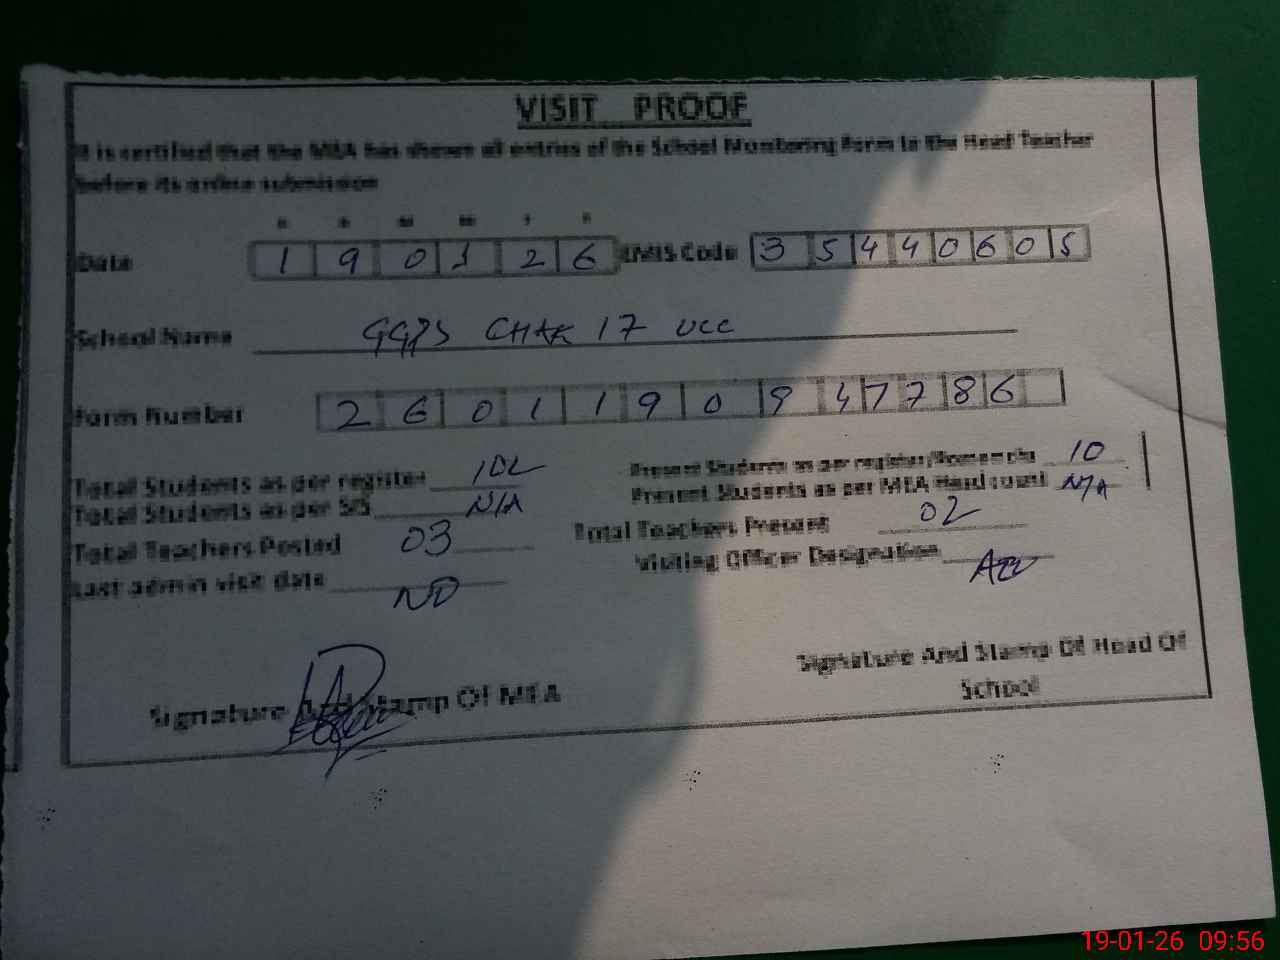 VISIT PROOF
It is certified that the MEA has shown all entries of the School Monitoring Form to the Head Teacher
before its online submission
D D M M Y Y
Date 1 9 0 1 2 6 EMIS Code 3 5 4 4 0 6 0 5
School Name GGPS CHAK 17 UCC
Form Number 2 6 0 1 1 9 0 9 4 7 7 8 6
Total Students as per register 102 Present Students as per register/ 10
Total Students as per SIS N/A Present Students as per MEA Head count N/A
Total Teachers Posted 03 Total Teachers Present 02
Last admin visit date NO Visiting Officer Designation
Signature And Stamp Of MEA
Signature And Stamp Of Head Of
School
19-01-26 09:56